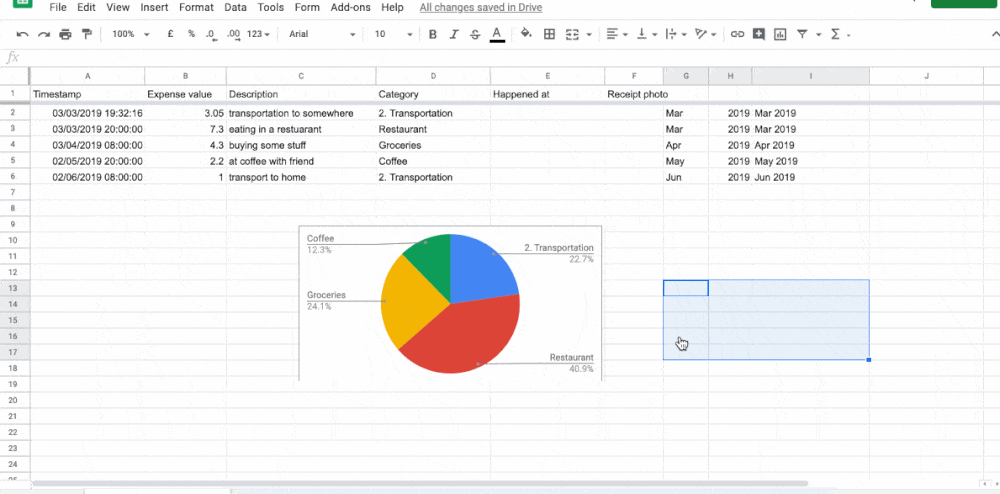 File Edit View Insert Format Data Tools Form Add-ons Help All changes saved in Drive
100% £ % .0 .00 123 Arial 10 B I S A
fx
A B C D E F G H I J
1 Timestamp Expense value Description Category Happened at Receipt photo
2 03/03/2019 19:32:16 3.05 transportation to somewhere 2. Transportation Mar 2019 Mar 2019
3 03/03/2019 20:00:00 7.3 eating in a restuarant Restaurant Mar 2019 Mar 2019
4 03/04/2019 08:00:00 4.3 buying some stuff Groceries Apr 2019 Apr 2019
5 02/05/2019 20:00:00 2.2 at coffee with friend Coffee May 2019 May 2019
6 02/06/2019 08:00:00 1 transport to home 2. Transportation Jun 2019 Jun 2019
7
8
9
10
11
12
13
14
15
16
17
18
19
20
21
22
23
24
Coffee
12.3%
2. Transportation
22.7%
Groceries
24.1%
Restaurant
40.9%